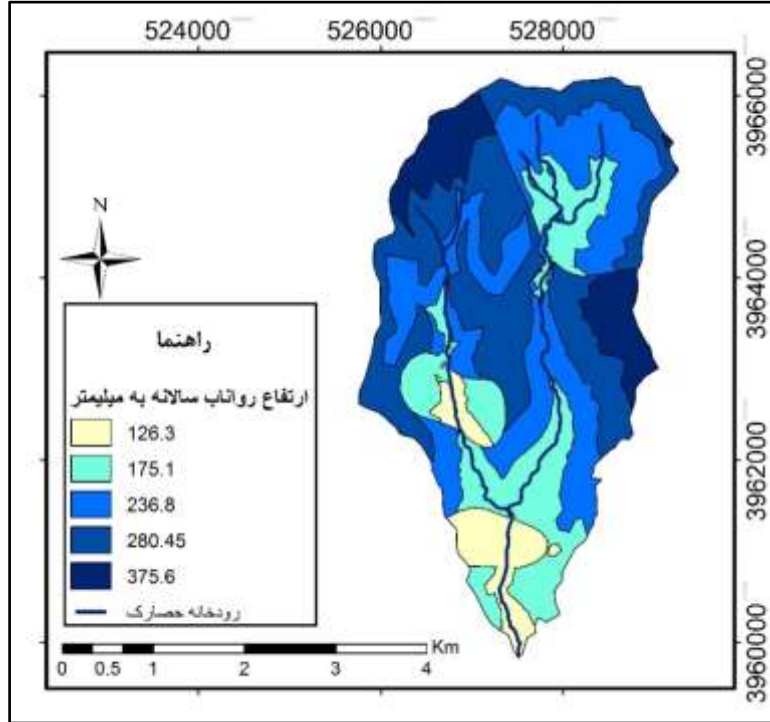 524000 526000 528000
3966000
3964000
3962000
3960000
N
راهنما
ارتفاع رواناب سالانه به میلیمتر
126.3
175.1
236.8
280.45
375.6
رودخانه حصارک
Km
0 0.5 1 2 3 4